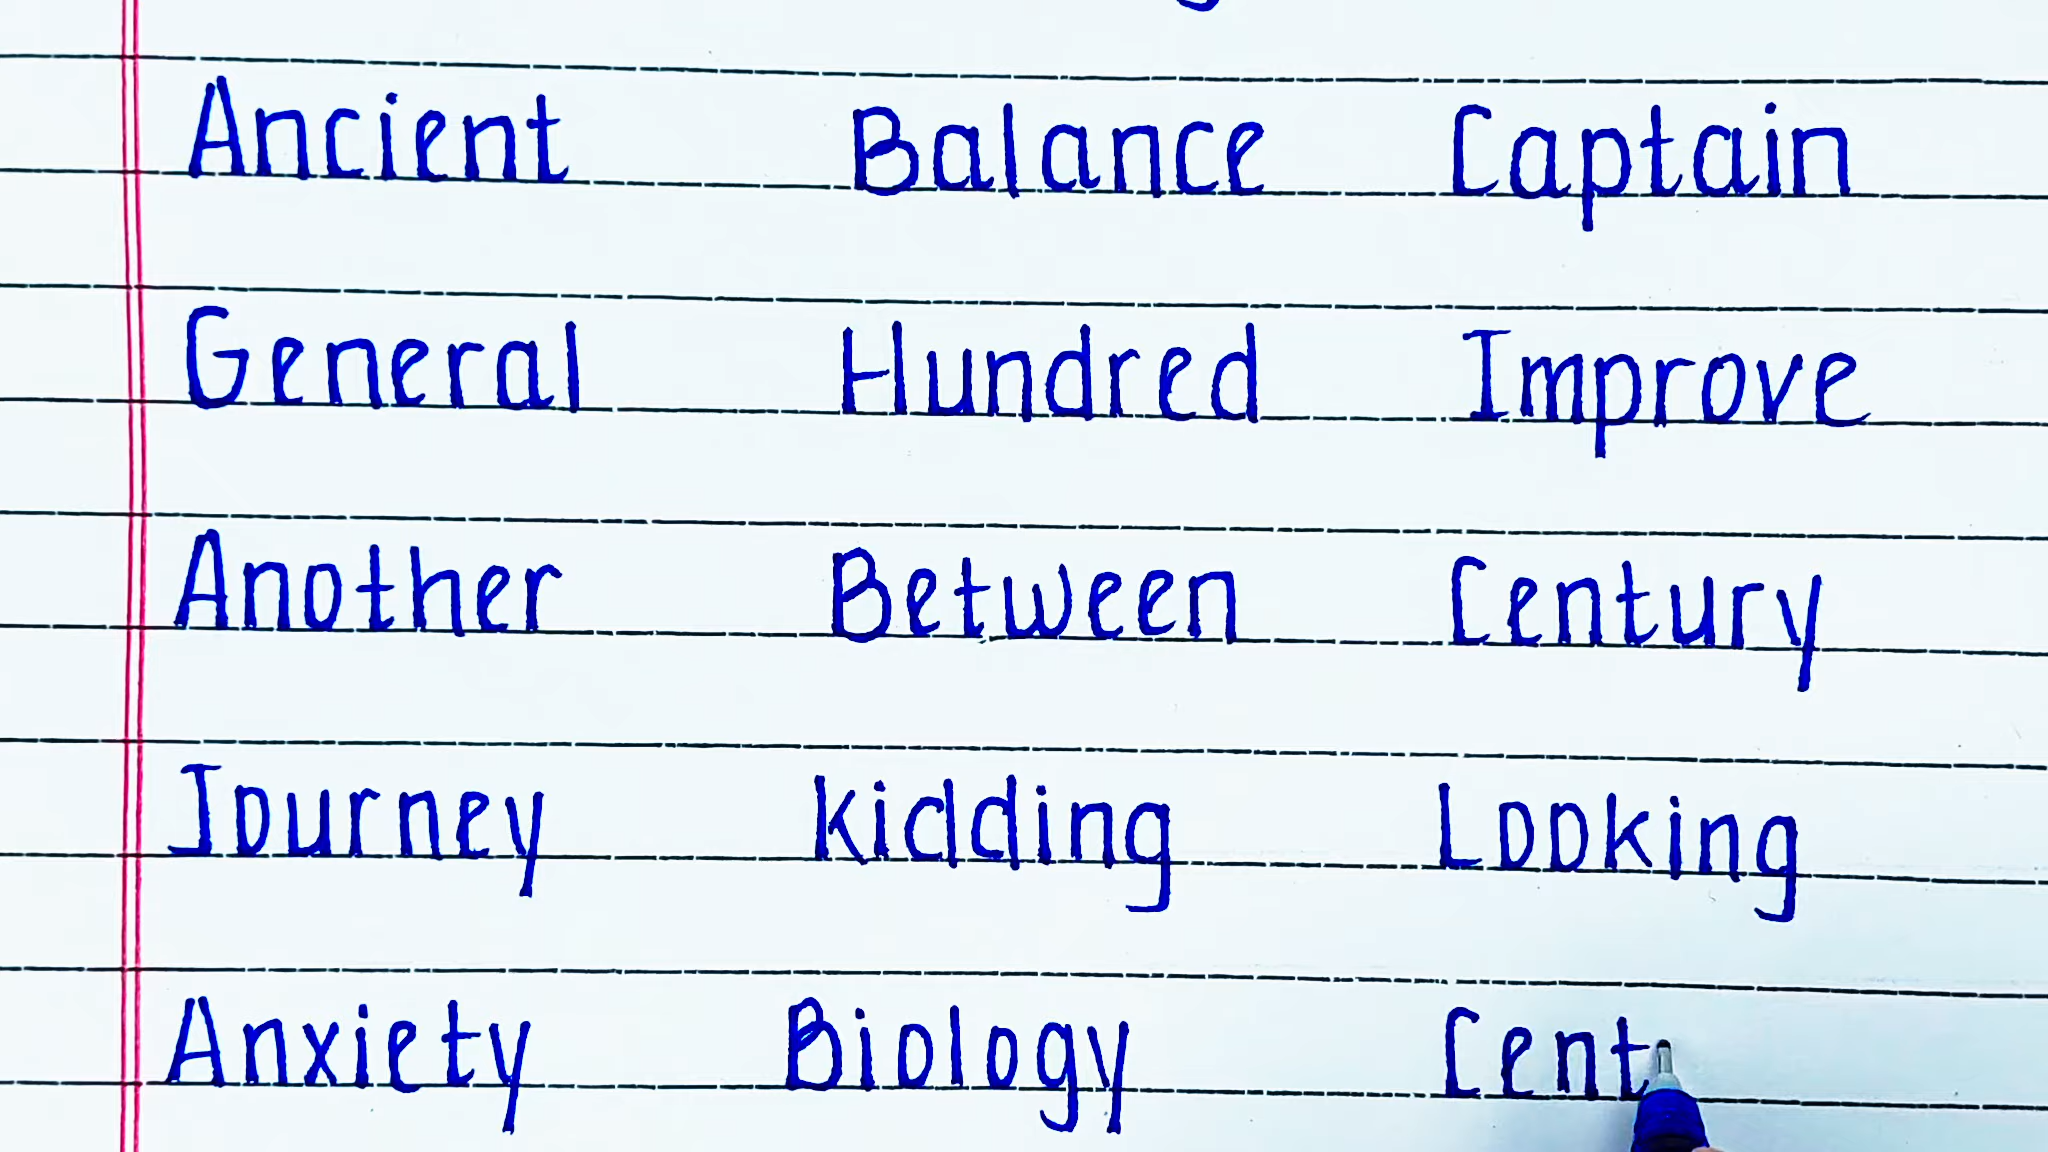 Ancient Balance Captain
General Hundred Improve
Another Between Century
Journey Kidding Looking
Anxiety Biology Cent